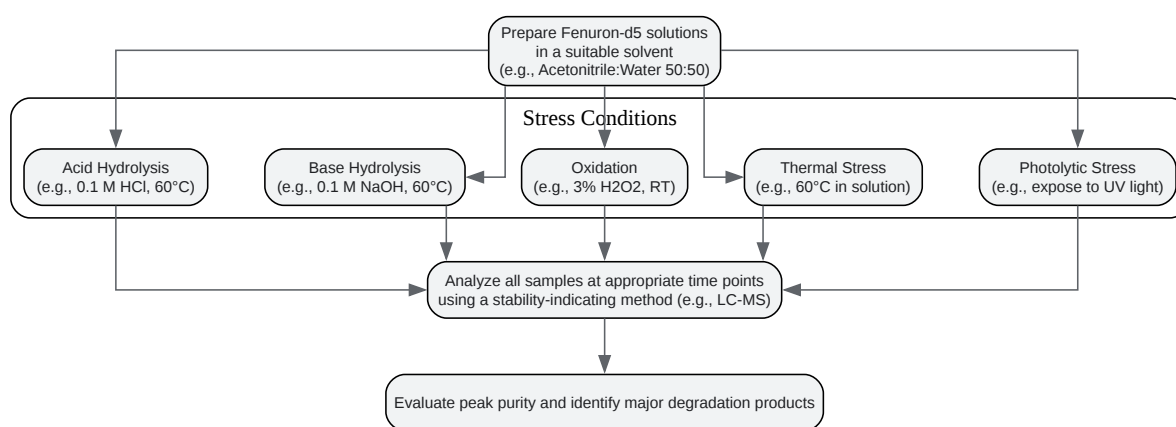 Prepare Fenuron-d5 solutions
in a suitable solvent
(e.g., Acetonitrile:Water 50:50)
Stress Conditions
Acid Hydrolysis
(e.g., 0.1 M HCl, 60°C)
Base Hydrolysis
(e.g., 0.1 M NaOH, 60°C)
Oxidation
(e.g., 3% H2O2, RT)
Thermal Stress
(e.g., 60°C in solution)
Photolytic Stress
(e.g., expose to UV light)
Analyze all samples at appropriate time points
using a stability-indicating method (e.g., LC-MS)
Evaluate peak purity and identify major degradation products